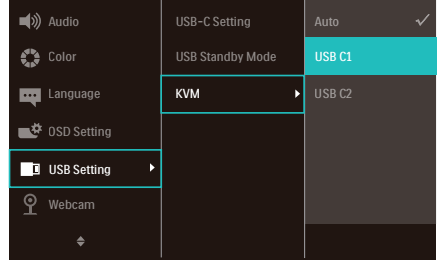 Audio
Color
Language
OSD Setting
USB Setting
Webcam
USB-C Setting
USB Standby Mode
KVM
Auto
USB C1
USB C2